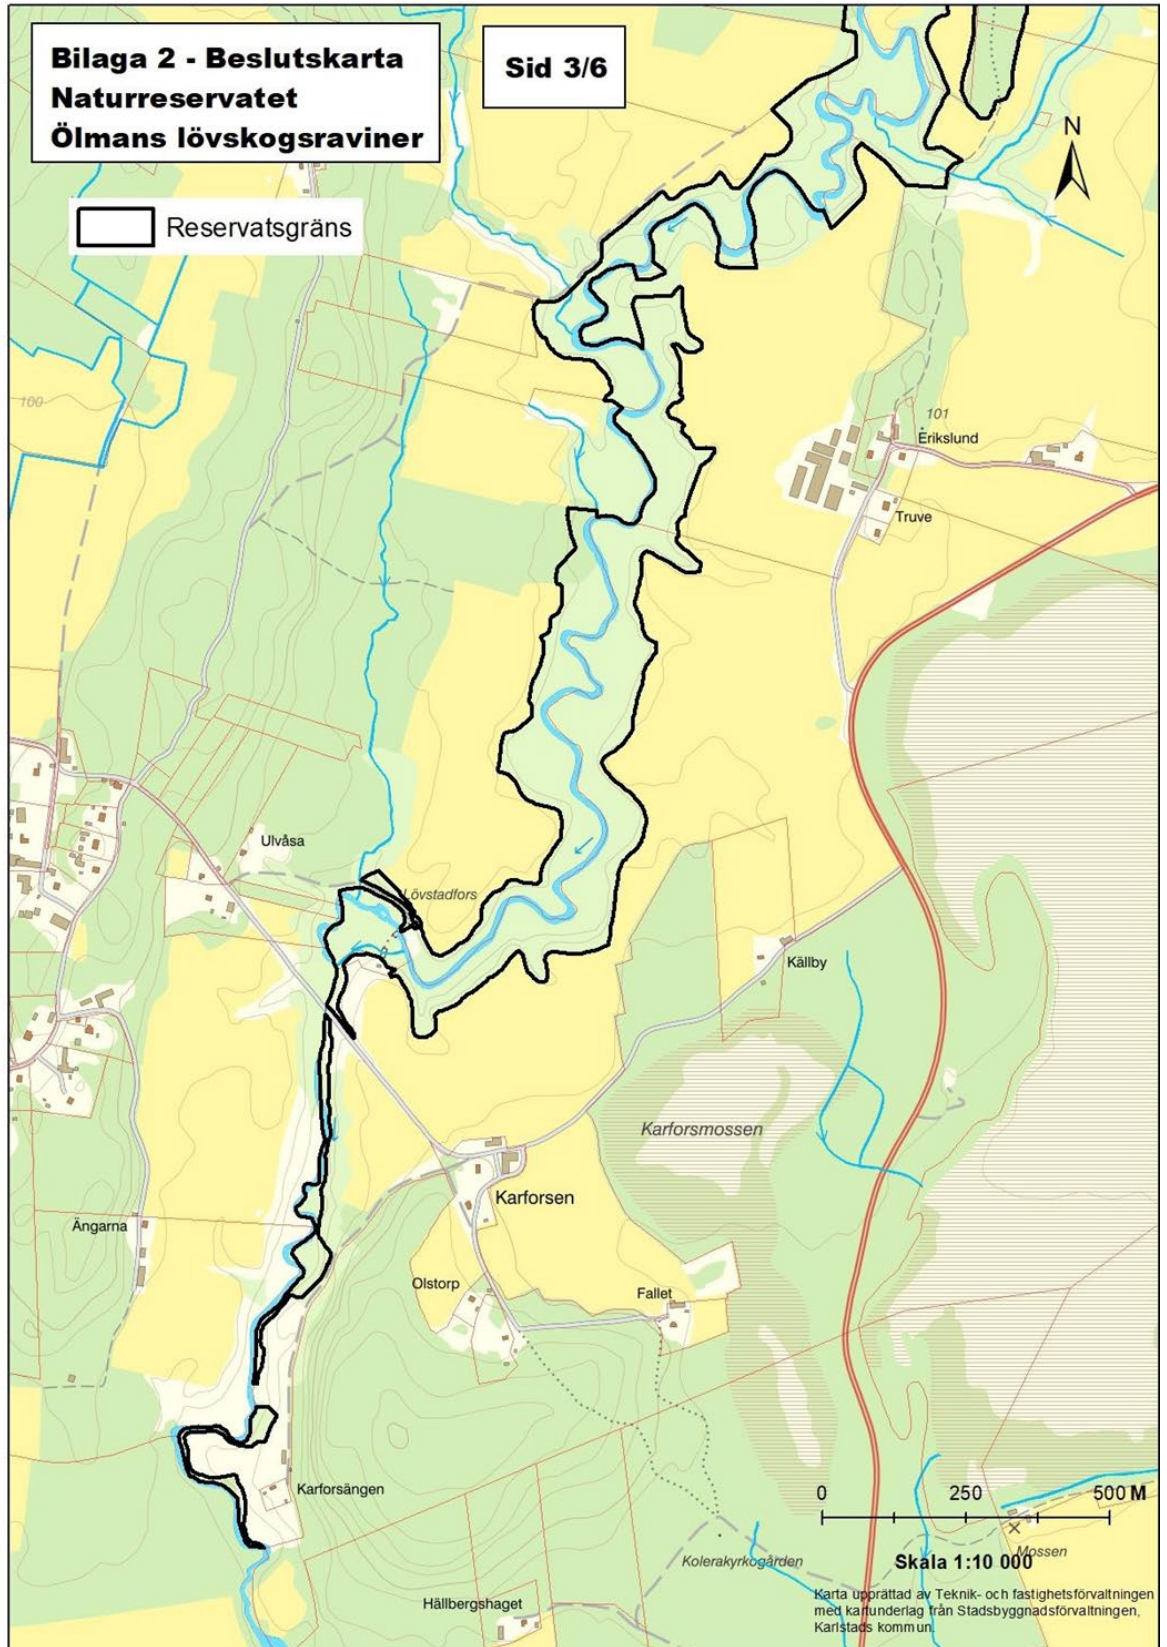 Bilaga 2 - Beslutskarta
Naturreservatet
Ölmans lövskogsraviner
Sid 3/6
N
Reservatsgräns
100
101
Erikslund
Truve
Ulvåsa
Lövstadfors
Källby
Karforsmossen
Karforsen
Ängarna
Olstorp
Fallet
Karforsängen
0 250 500 M
Kolerakyrkogården
Skala 1:10 000
Mossen
Hällbergshaget
Karta upprättad av Teknik- och fastighetsförvaltningen
med kartunderlag från Stadsbyggnadsförvaltningen,
Karlstads kommun.